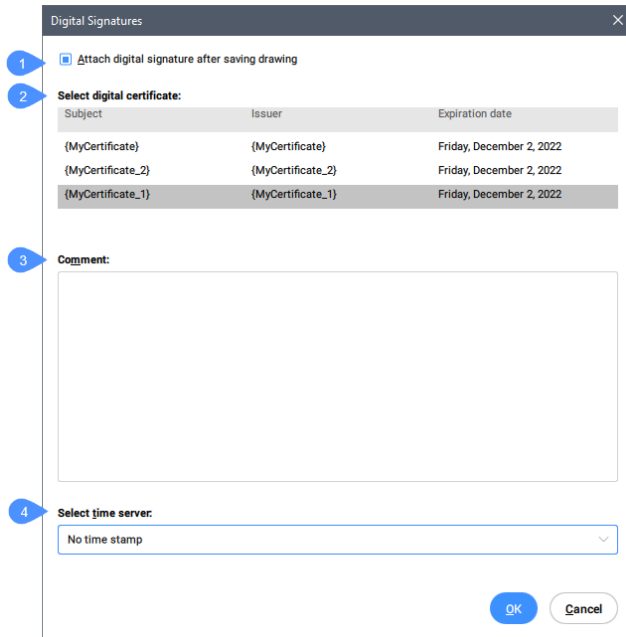 Digital Signatures
1
Attach digital signature after saving drawing
2
Select digital certificate:
Subject Issuer Expiration date
{MyCertificate} {MyCertificate} Friday, December 2, 2022
{MyCertificate_2} {MyCertificate_2} Friday, December 2, 2022
{MyCertificate_1} {MyCertificate_1} Friday, December 2, 2022
3
Comment:
4
Select time server:
No time stamp
OK Cancel